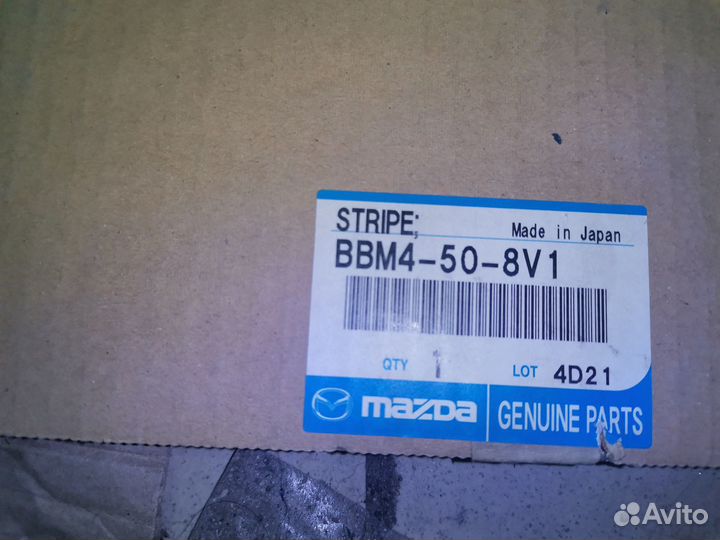 STRIPE;
Made in Japan
BBM4-50-8V1
QTY 1
LOT 4D21
mazda
GENUINE PARTS
Avito